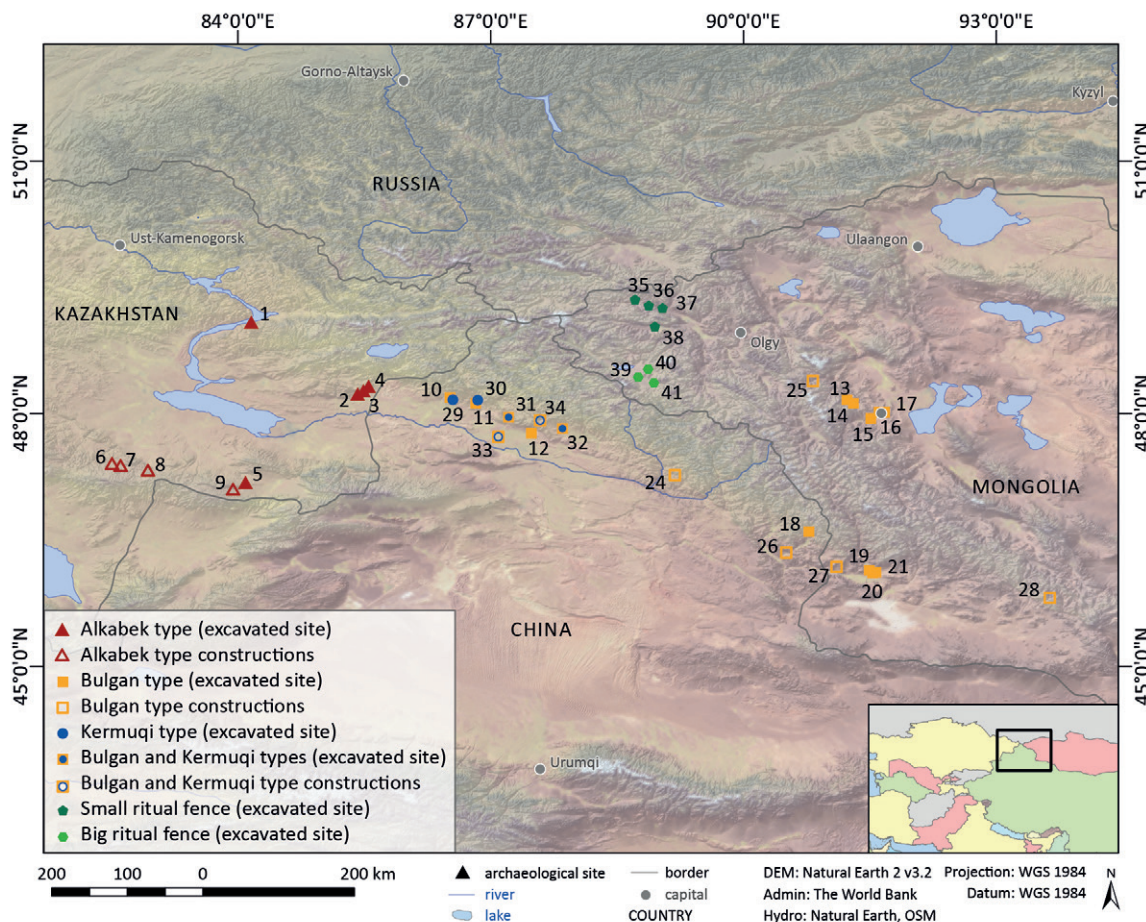 84°0'0"E 87°0'0"E 90°0'0"E 93°0'0"E
Gorno-Altaysk
Kyzyl
51°0'0"N 51°0'0"N
RUSSIA
Ust-Kamenogorsk
Ulaangon
KAZAKHSTAN
1
35 36 37
38
Olgy
39 40 41
2 3 4
10 29 30 11 31 34
33 12 32
25 13 14 15 16 17
48°0'0"N 48°0'0"N
6 7 8 9 5
24
MONGOLIA
18
26 27 19 20 21
28
CHINA
45°0'0"N 45°0'0"N
Urumqi
Alkabek type (excavated site)
Alkabek type constructions
Bulgan type (excavated site)
Bulgan type constructions
Kermuqi type (excavated site)
Bulgan and Kermuqi types (excavated site)
Bulgan and Kermuqi type constructions
Small ritual fence (excavated site)
Big ritual fence (excavated site)
200 100 0 200 km
archaeological site
river
lake
border
capital
COUNTRY
DEM: Natural Earth 2 v3.2
Admin: The World Bank
Hydro: Natural Earth, OSM
Projection: WGS 1984
Datum: WGS 1984
N